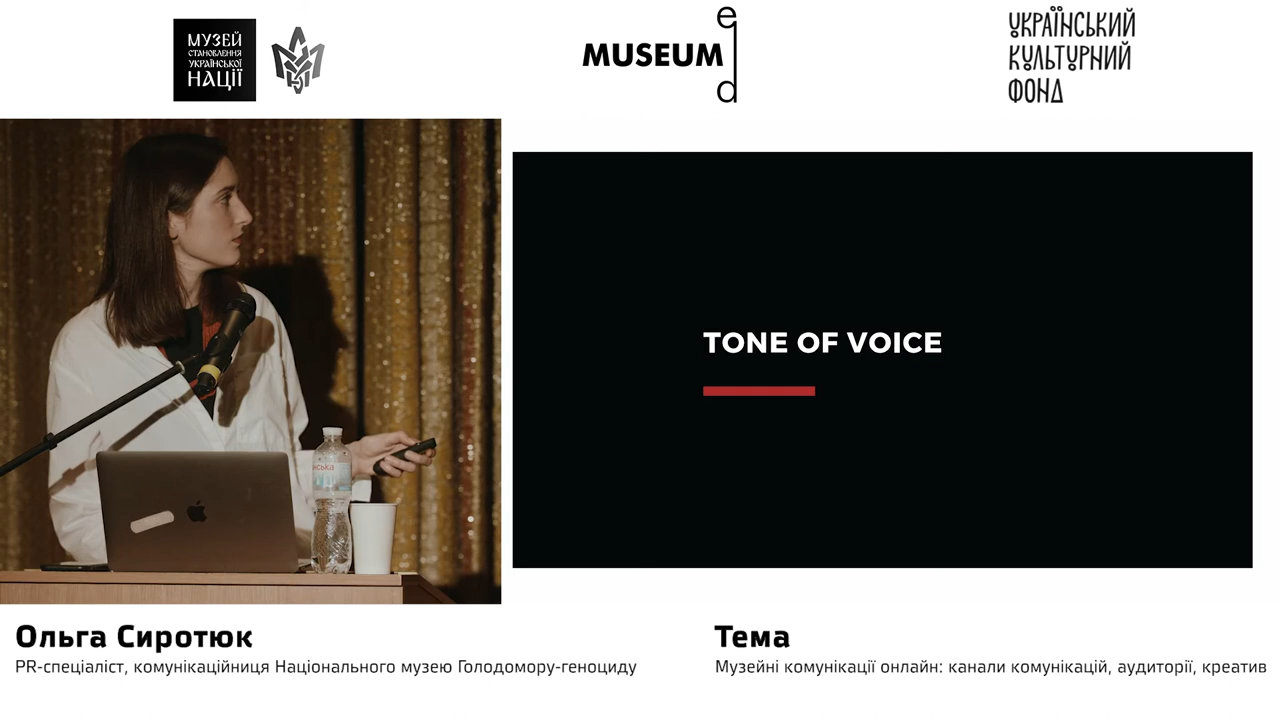 МУЗЕЙ
СТАНОВЛЕННЯ
УКРАЇНСЬКОЇ
НАЦІЇ
MUSEUM
ed
УКРАЇНСЬКИЙ
КУЛЬТУРНИЙ
ФОНД
TONE OF VOICE
Ольга Сиротюк
PR-спеціаліст, комунікаційниця Національного музею Голодомору-геноциду
Тема
Музейні комунікації онлайн: канали комунікацій, аудиторії, креатив